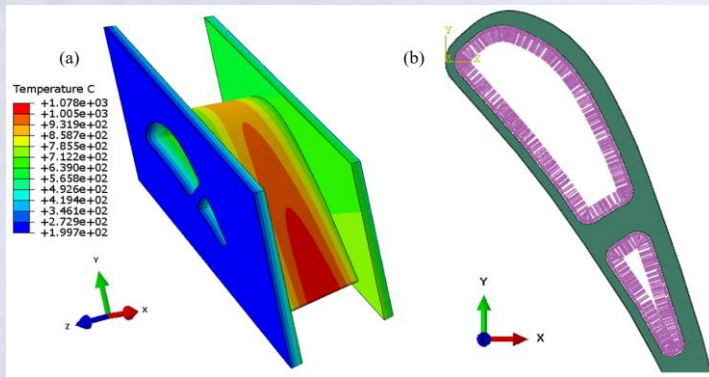 (a)
Temperature C
+1.078e+03
+1.005e+03
+9.319e+02
+8.587e+02
+7.855e+02
+7.122e+02
+6.390e+02
+5.658e+02
+4.926e+02
+4.194e+02
+3.461e+02
+2.729e+02
+1.997e+02
Y
Z
X
(b)
Y
Z
X
Y
X